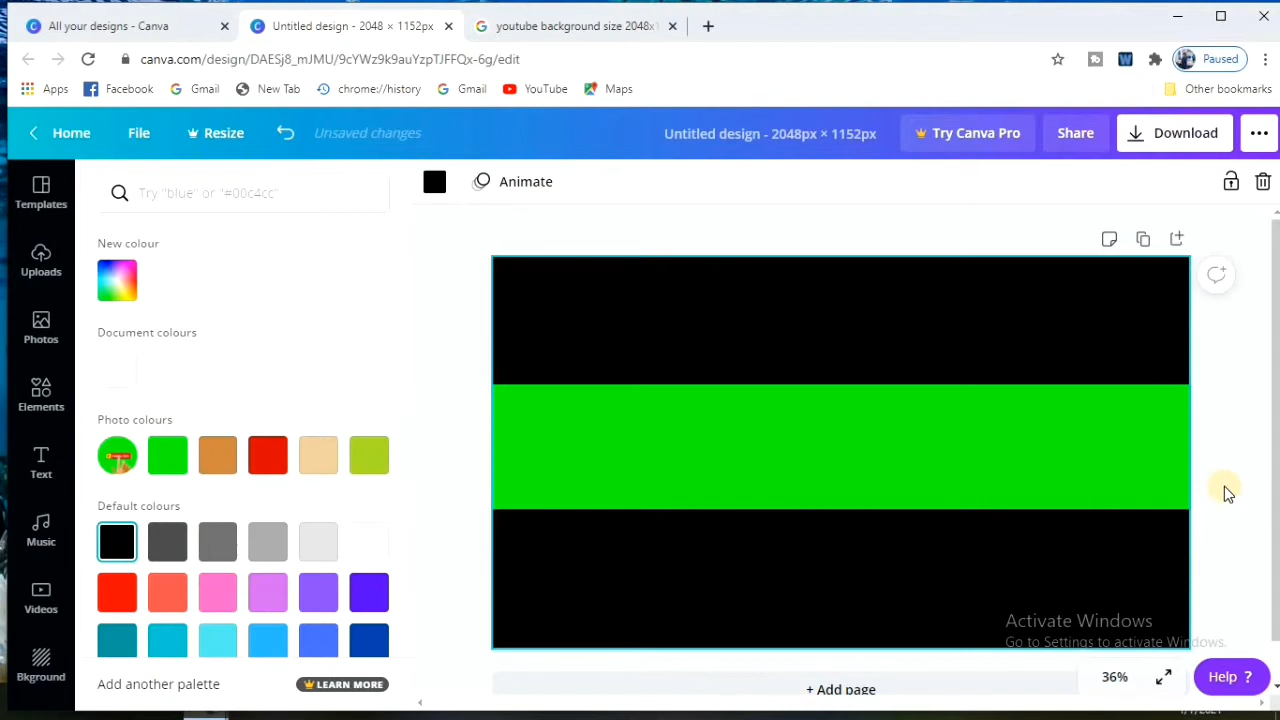 All your designs - Canva
Untitled design - 2048 × 1152px
youtube background size 2048x1
canva.com/design/DAESj8_mJMU/9cYWz9k9auYzpTJFFQx-6g/edit
Paused
Apps
Facebook
Gmail
New Tab
chrome://history
Gmail
YouTube
Maps
Other bookmarks
Home
File
Resize
Unsaved changes
Untitled design - 2048px × 1152px
Try Canva Pro
Share
Download
Templates
Uploads
Photos
Elements
Text
Music
Videos
Bkground
Try "blue" or "#00c4cc"
Animate
New colour
Document colours
Photo colours
Default colours
Add another palette
LEARN MORE
Activate Windows
Go to Settings to activate Windows.
+ Add page
36%
Help ?